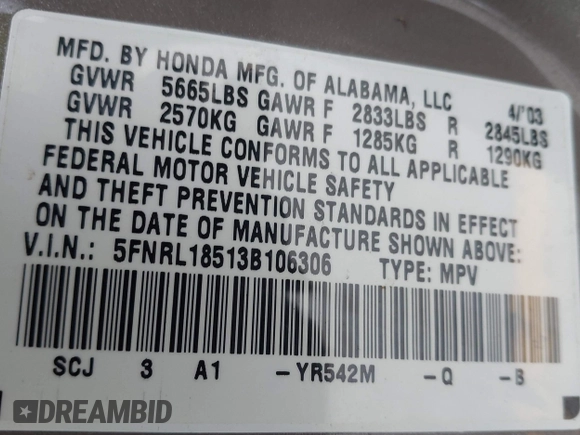 MFD. BY HONDA MFG. OF ALABAMA, LLC 4/'03
GVWR 5665LBS GAWR F 2833LBS R 2845LBS
GVWR 2570KG GAWR F 1285KG R 1290KG
THIS VEHICLE CONFORMS TO ALL APPLICABLE
FEDERAL MOTOR VEHICLE SAFETY
AND THEFT PREVENTION STANDARDS IN EFFECT
ON THE DATE OF MANUFACTURE SHOWN ABOVE:
V.I.N.: 5FNRL18513B106306 TYPE: MPV
SCJ 3 A1 -YR542M -Q -S
DREAMBID